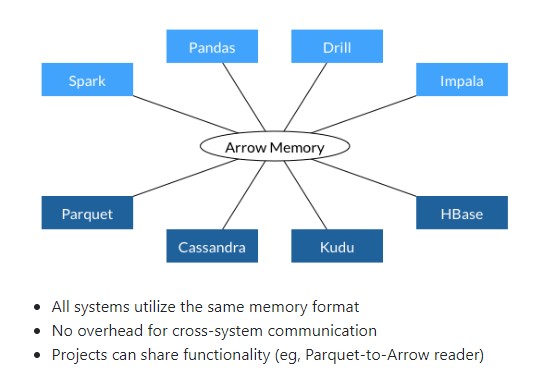 Pandas
Drill
Spark
Impala
Arrow Memory
Parquet
HBase
Cassandra
Kudu
• All systems utilize the same memory format
• No overhead for cross-system communication
• Projects can share functionality (eg, Parquet-to-Arrow reader)